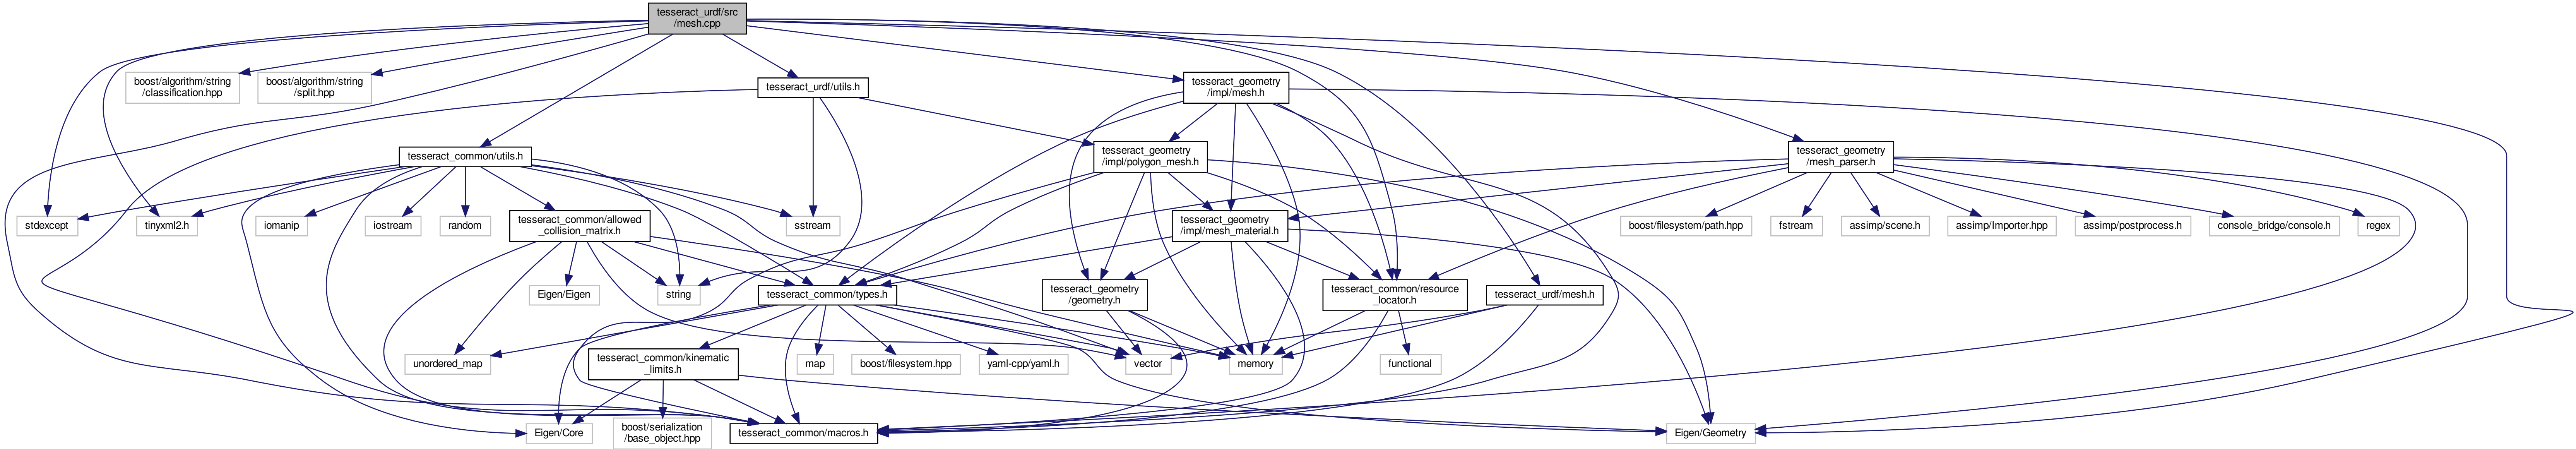 tesseract_urdf/src
/mesh.cpp
boost/algorithm/string
/classification.hpp
boost/algorithm/string
/split.hpp
tesseract_urdf/utils.h
tesseract_geometry
/impl/mesh.h
tesseract_common/utils.h
tesseract_geometry
/impl/polygon_mesh.h
tesseract_geometry
/mesh_parser.h
stdexcept
tinyxml2.h
iomanip
iostream
random
tesseract_common/allowed
_collision_matrix.h
sstream
tesseract_geometry
/impl/mesh_material.h
boost/filesystem/path.hpp
fstream
assimp/scene.h
assimp/Importer.hpp
assimp/postprocess.h
console_bridge/console.h
regex
Eigen/Eigen
string
tesseract_common/types.h
tesseract_geometry
/geometry.h
tesseract_common/resource
_locator.h
tesseract_urdf/mesh.h
unordered_map
tesseract_common/kinematic
_limits.h
map
boost/filesystem.hpp
yaml-cpp/yaml.h
vector
memory
functional
Eigen/Core
boost/serialization
/base_object.hpp
tesseract_common/macros.h
Eigen/Geometry